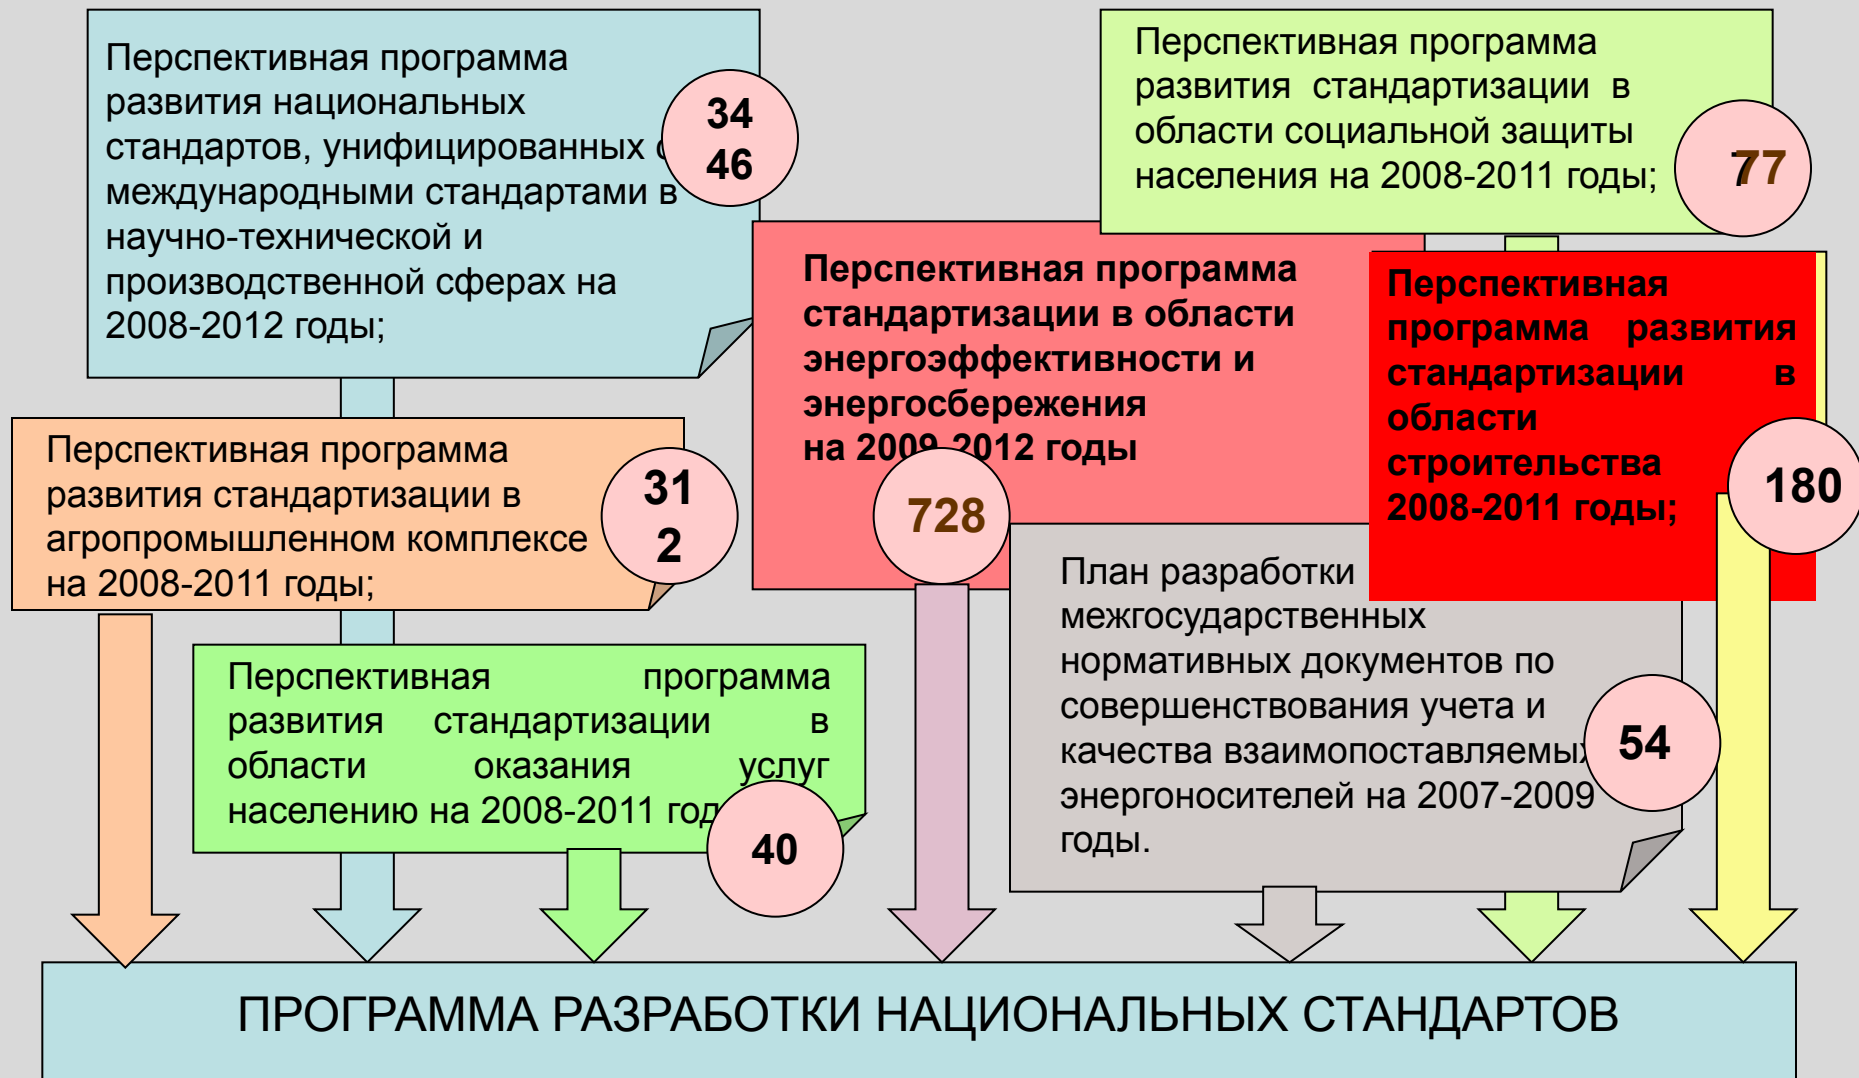 Перспективная программа
развития национальных
стандартов, унифицированных с
международными стандартами в
научно-технической и
производственной сферах на
2008-2012 годы;
34
46
Перспективная программа
развития стандартизации в
области социальной защиты
населения на 2008-2011 годы;
77
Перспективная программа
стандартизации в области
энергоэффективности и
энергосбережения
на 2009-2012 годы
728
Перспективная
программа развития
стандартизации в
области
строительства
2008-2011 годы;
180
Перспективная программа
развития стандартизации в
агропромышленном комплексе
на 2008-2011 годы;
31
2
Перспективная программа
развития стандартизации в
области оказания услуг
населению на 2008-2011 год
40
План разработки
межгосударственных
нормативных документов по
совершенствования учета и
качества взаимопоставляемых
энергоносителей на 2007-2009
годы.
54
ПРОГРАММА РАЗРАБОТКИ НАЦИОНАЛЬНЫХ СТАНДАРТОВ